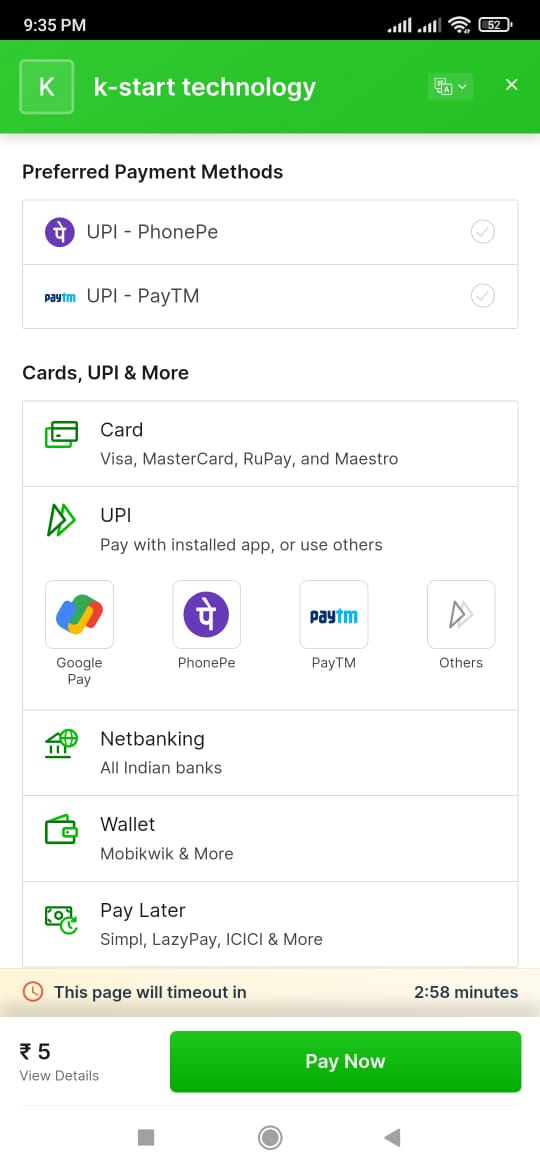 9:35 PM
52
K
k-start technology
Preferred Payment Methods
पे
UPI - PhonePe
paytm
UPI - PayTM
Cards, UPI & More
Card
Visa, MasterCard, RuPay, and Maestro
UPI
Pay with installed app, or use others
पे
paytm
Google
Pay
PhonePe
PayTM
Others
Netbanking
All Indian banks
Wallet
Mobikwik & More
Pay Later
Simpl, LazyPay, ICICI & More
This page will timeout in
2:58 minutes
₹ 5
View Details
Pay Now